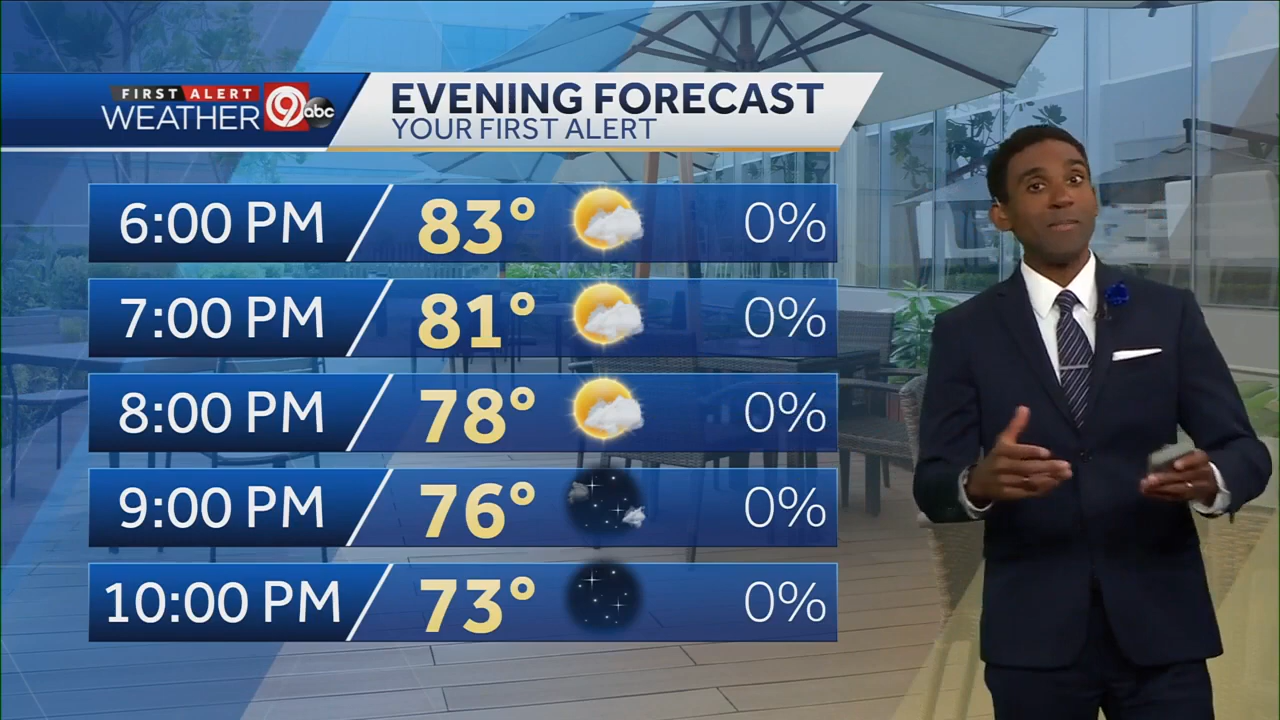 FIRST ALERT
WEATHER 9 abc
EVENING FORECAST
YOUR FIRST ALERT
6:00 PM 83° 0%
7:00 PM 81° 0%
8:00 PM 78° 0%
9:00 PM 76° 0%
10:00 PM 73° 0%